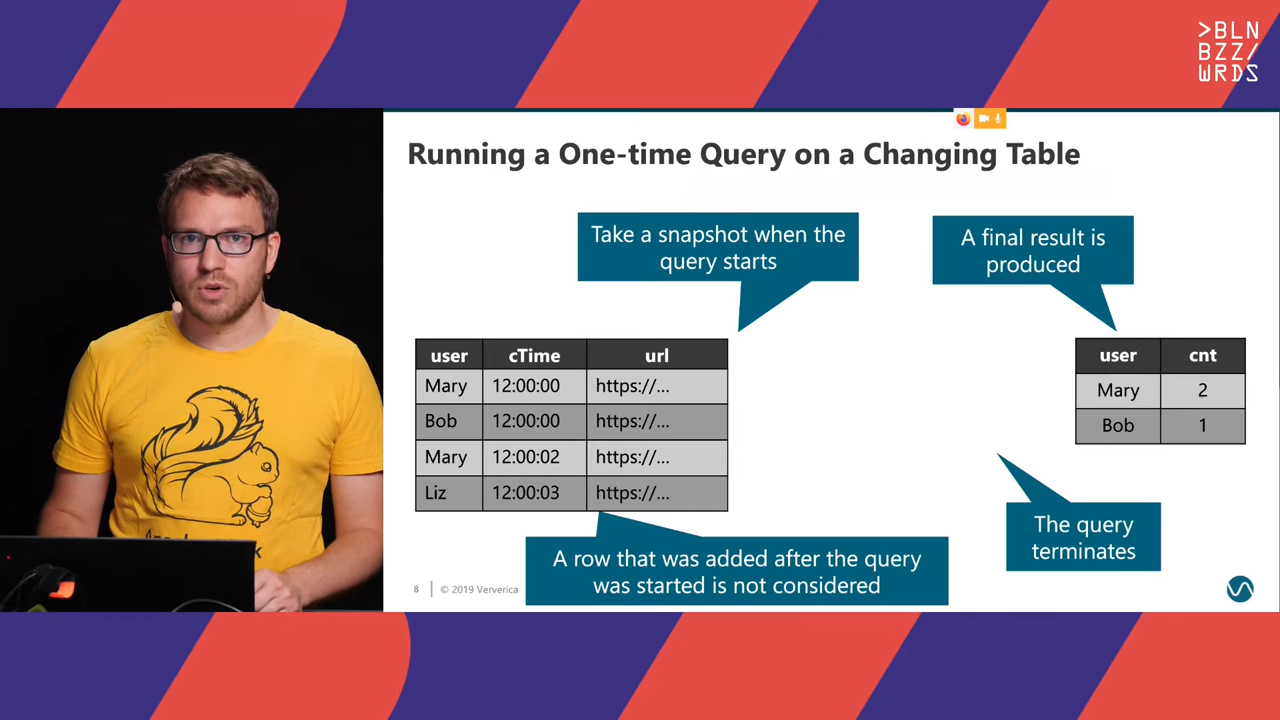 >BLN
BZZ/
WRDS
Running a One-time Query on a Changing Table
Take a snapshot when the
query starts
A final result is
produced
user cTime url
Mary 12:00:00 https://...
Bob 12:00:00 https://...
Mary 12:00:02 https://...
Liz 12:00:03 https://...
user cnt
Mary 2
Bob 1
The query
terminates
A row that was added after the query
was started is not considered
8 © 2019 Ververica